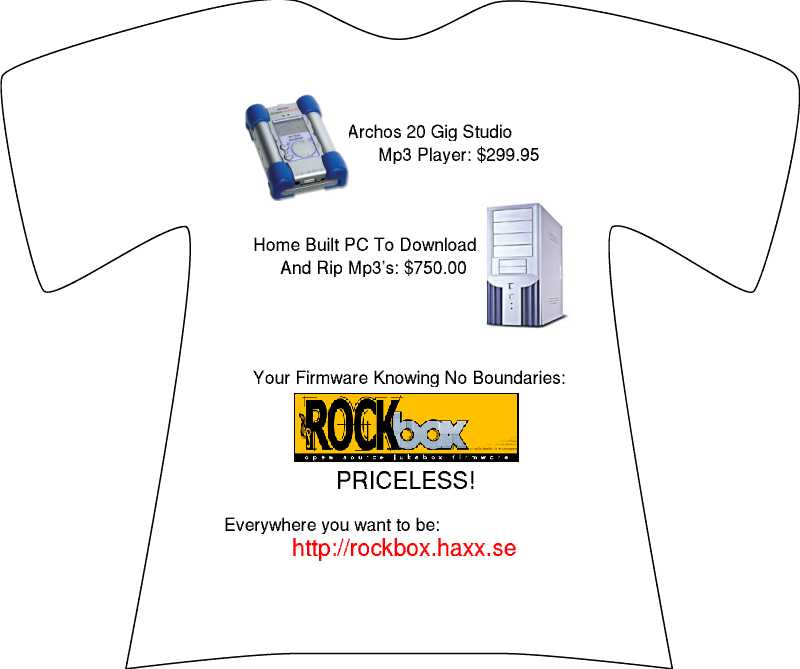 Archos 20 Gig Studio
Mp3 Player: $299.95
Home Built PC To Download
And Rip Mp3's: $750.00
Your Firmware Knowing No Boundaries:
ROCKbox
open source jukebox firmware
PRICELESS!
Everywhere you want to be:
http://rockbox.haxx.se